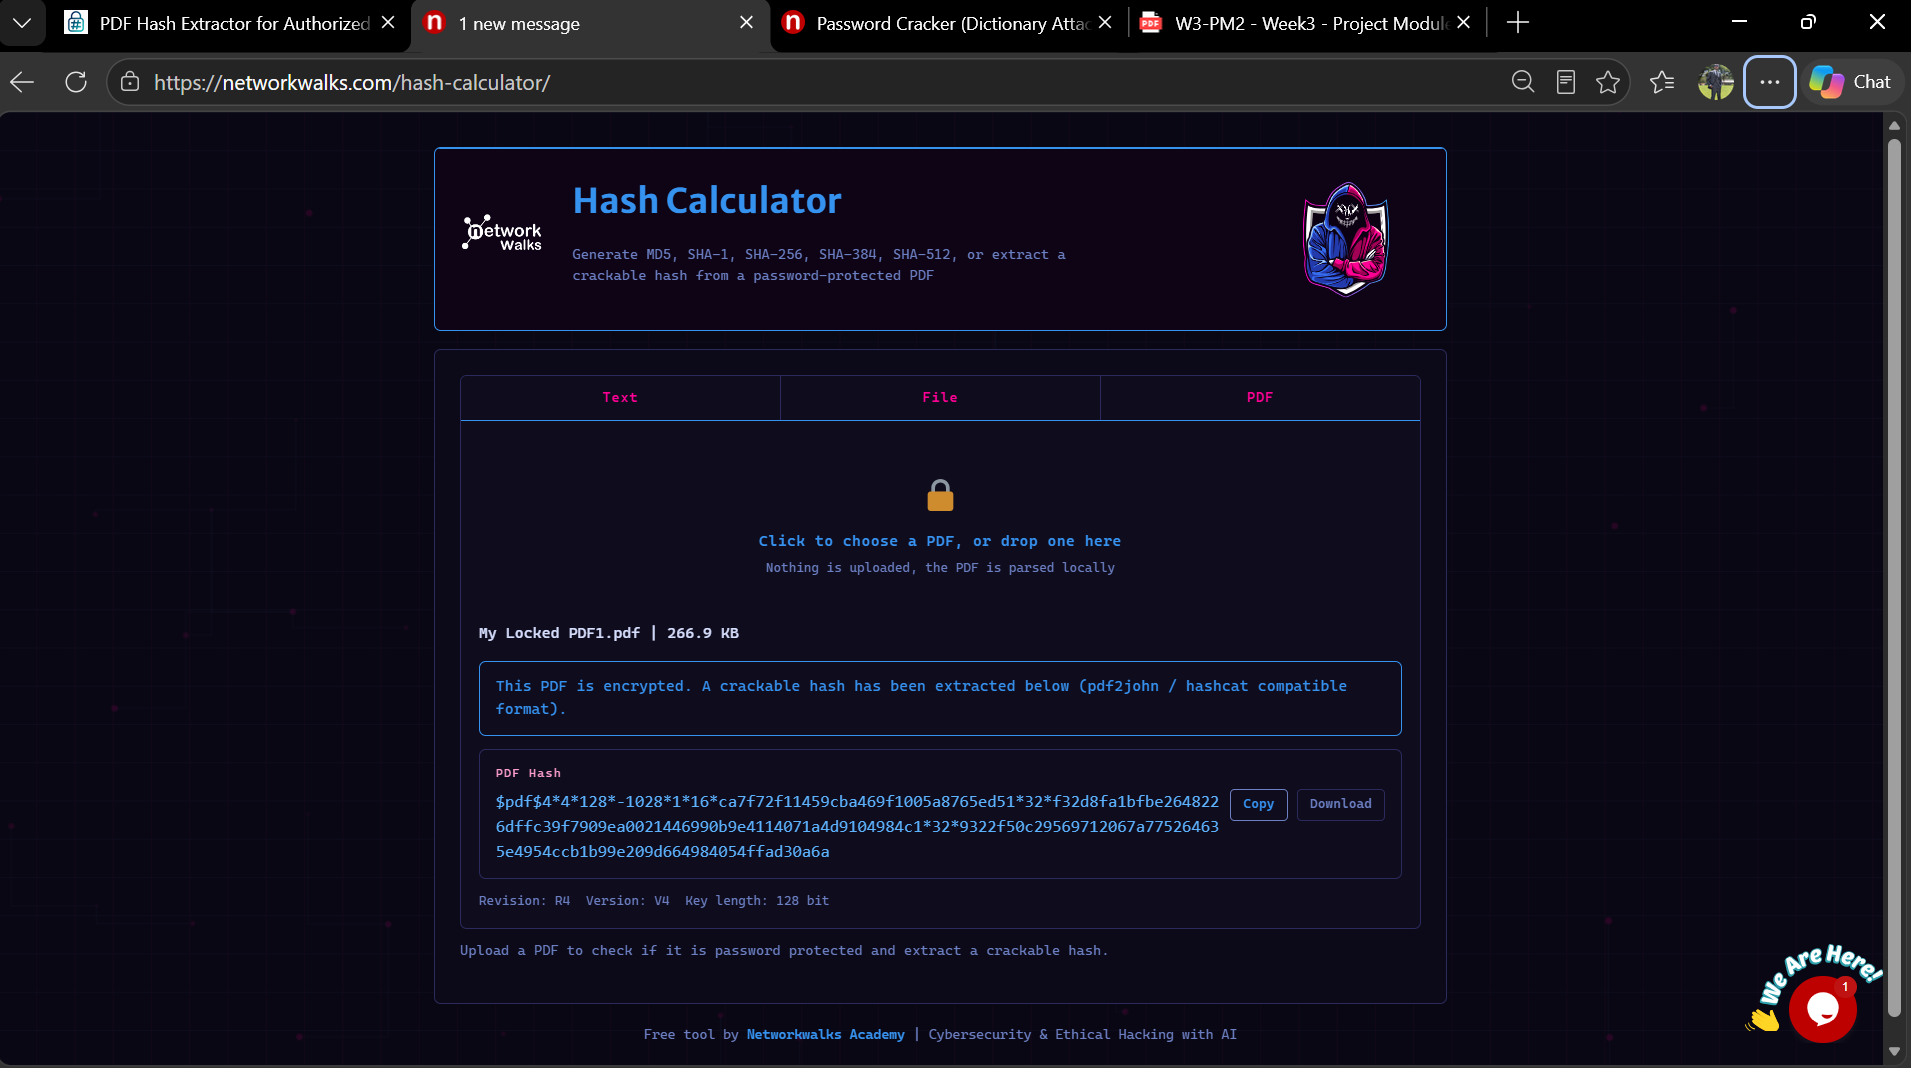 PDF Hash Extractor for Authorized
1 new message
Password Cracker (Dictionary Attac
W3-PM2 - Week3 - Project Module
https://networkwalks.com/hash-calculator/
Chat
network
Walks
Hash Calculator
Generate MD5, SHA-1, SHA-256, SHA-384, SHA-512, or extract a
crackable hash from a password-protected PDF
Text
File
PDF
Click to choose a PDF, or drop one here
Nothing is uploaded, the PDF is parsed locally
My Locked PDF1.pdf | 266.9 KB
This PDF is encrypted. A crackable hash has been extracted below (pdf2john / hashcat compatible
format).
PDF Hash
$pdf$4*4*128*-1028*1*16*ca7f72f11459cba469f1005a8765ed51*32*f32d8fa1bfbe264822
6dffc39f7909ea0021446990b9e4114071a4d9104984c1*32*9322f50c29569712067a77526463
5e4954ccb1b99e209d664984054ffad30a6a
Copy
Download
Revision: R4 Version: V4 Key length: 128 bit
Upload a PDF to check if it is password protected and extract a crackable hash.
We Are Here!
1
Free tool by Networkwalks Academy | Cybersecurity & Ethical Hacking with AI